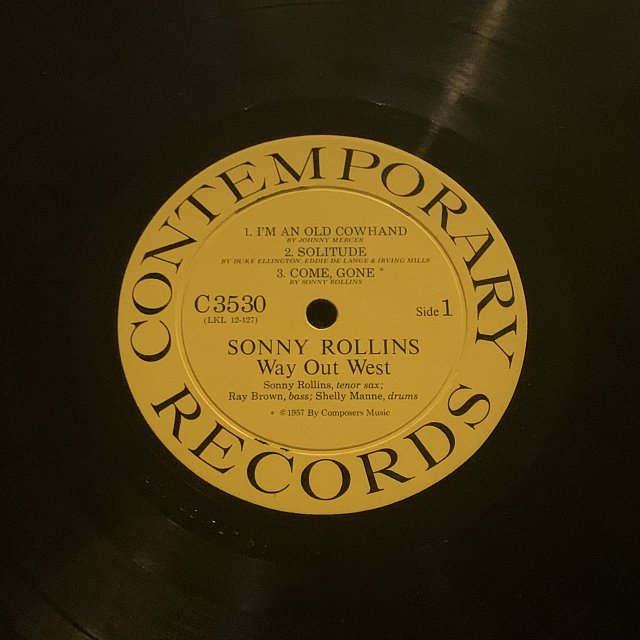 CONTEMPORARY
1. I'M AN OLD COWHAND
BY JOHNNY MERCER
2. SOLITUDE
BY DUKE ELLINGTON, EDDIE DE LANGE & IRVING MILLS
3. COME, GONE *
BY SONNY ROLLINS
C3530
(LKL 12-127)
Side 1
SONNY ROLLINS
Way Out West
Sonny Rollins, tenor sax;
Ray Brown, bass; Shelly Manne, drums
* ©1957 By Composers Music
RECORDS